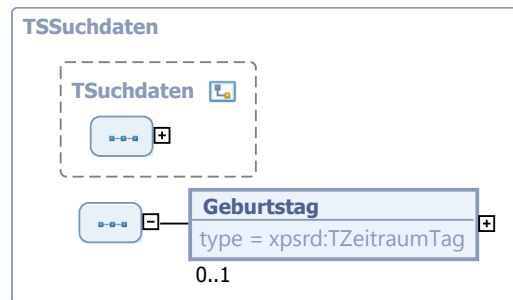 TSSuchdaten
TSuchdaten
Geburtstag
type = xpsrd:TZeitraumTag
0..1